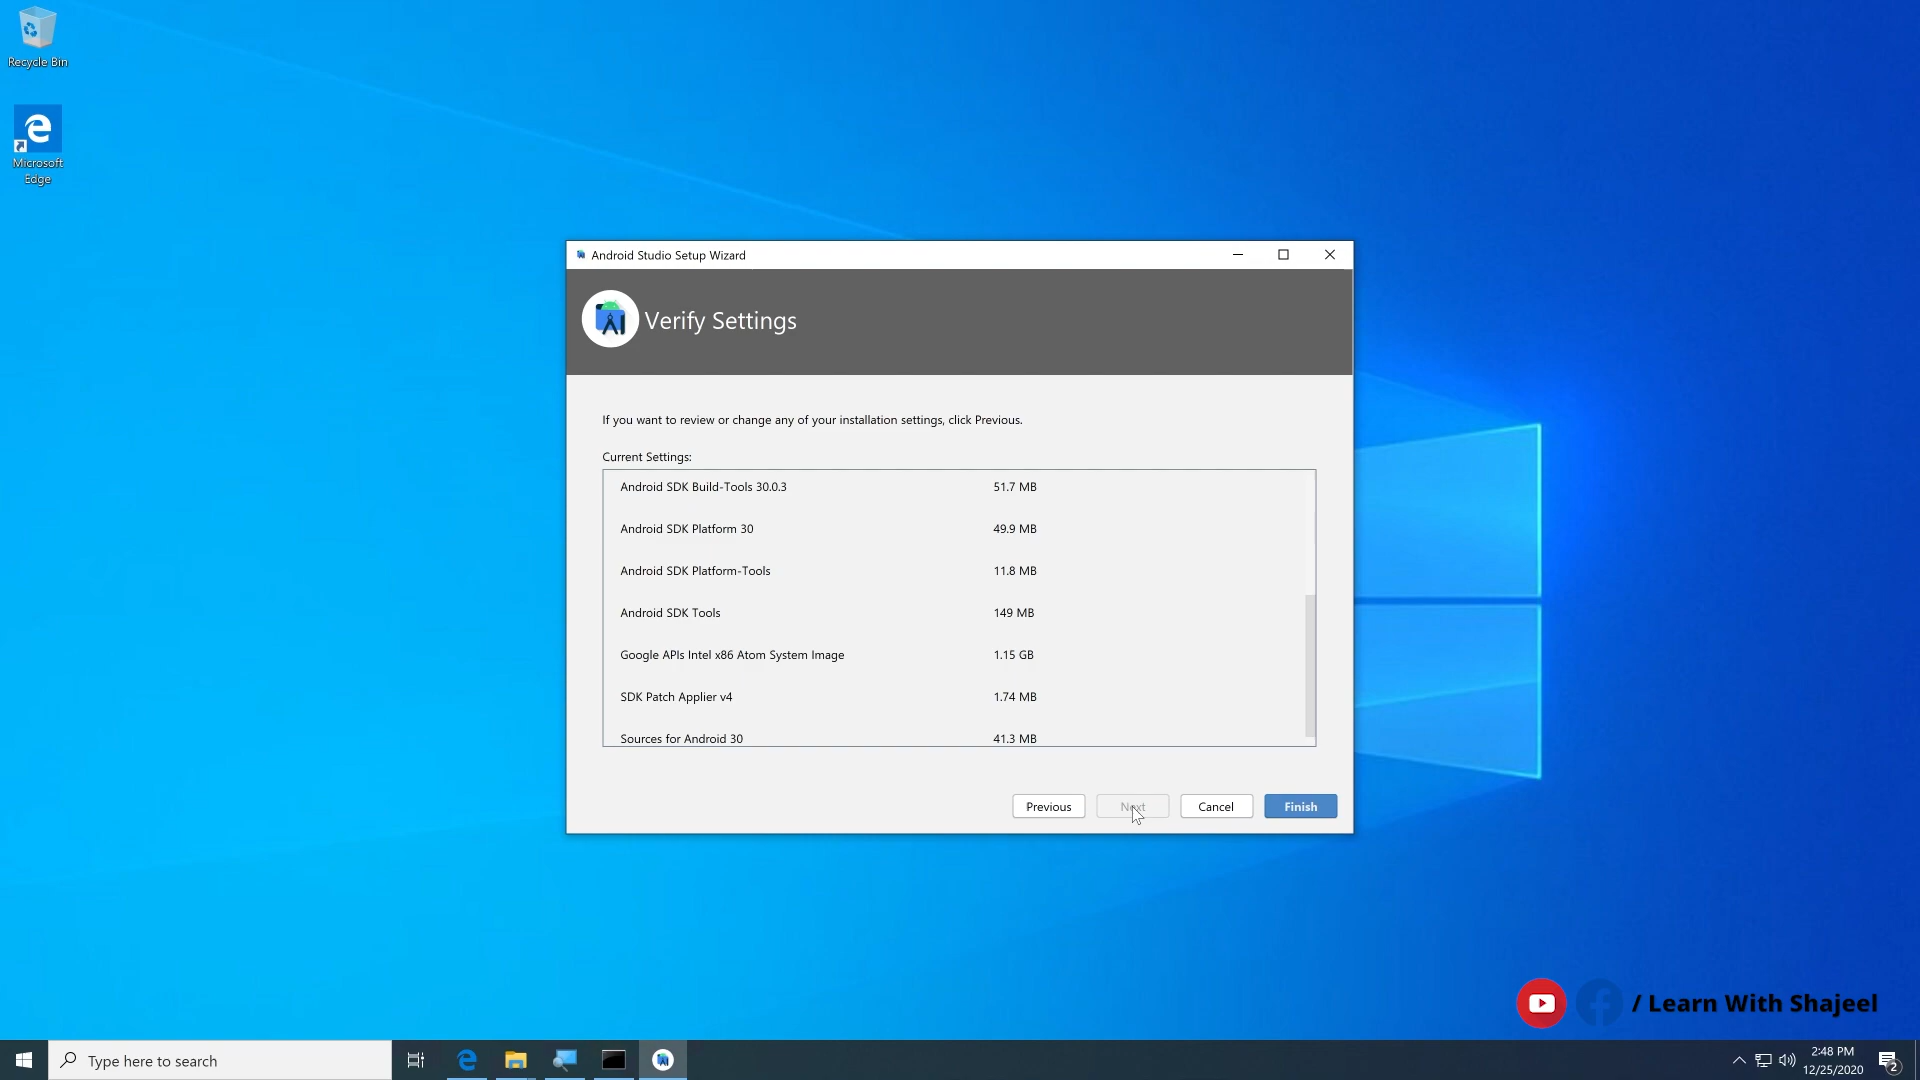 Recycle Bin
Microsoft
Edge
Android Studio Setup Wizard
Verify Settings
If you want to review or change any of your installation settings, click Previous.
Current Settings:
Android SDK Build-Tools 30.0.3 51.7 MB
Android SDK Platform 30 49.9 MB
Android SDK Platform-Tools 11.8 MB
Android SDK Tools 149 MB
Google APIs Intel x86 Atom System Image 1.15 GB
SDK Patch Applier v4 1.74 MB
Sources for Android 30 41.3 MB
Previous Next Cancel Finish
/ Learn With Shajeel
Type here to search
2:48 PM
12/25/2020
2